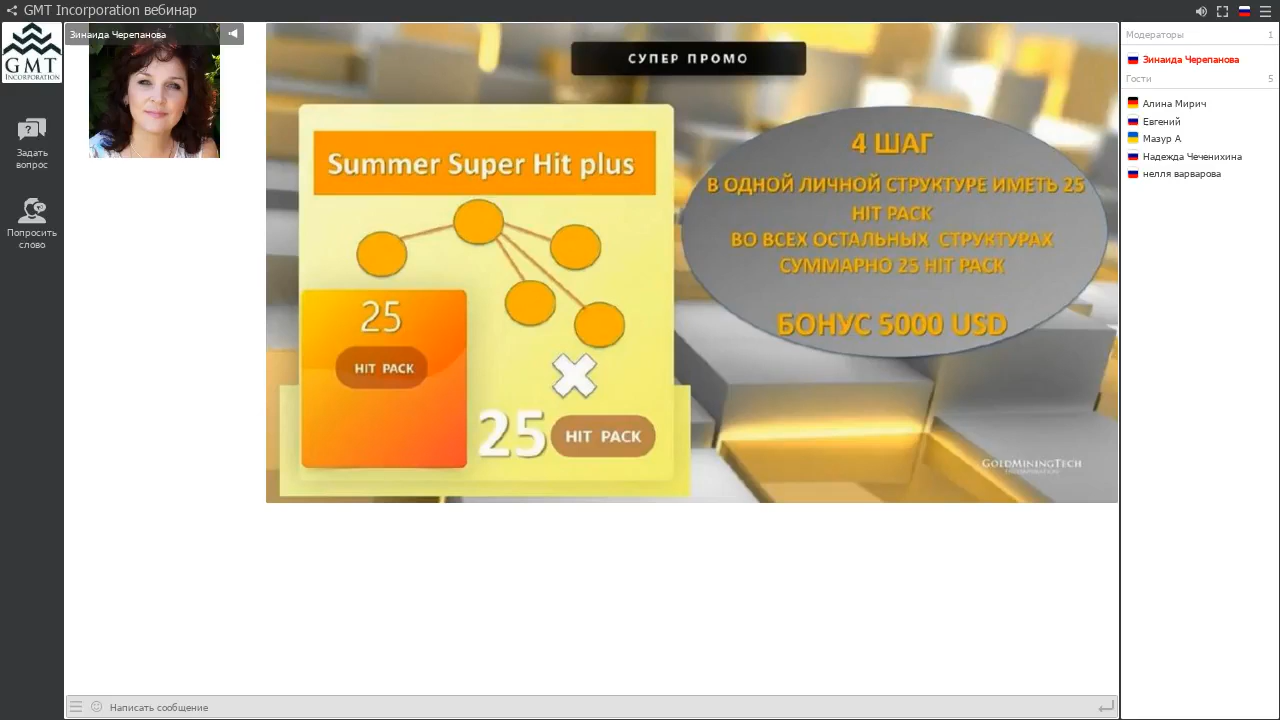 GMT Incorporation вебинар
GMT
INCORPORATION
Зинаида Черепанова
Задать
вопрос
Попросить
слово
СУПЕР ПРОМО
Summer Super Hit plus
25
HIT PACK
25 HIT PACK
4 ШАГ
В ОДНОЙ ЛИЧНОЙ СТРУКТУРЕ ИМЕТЬ 25
HIT PACK
ВО ВСЕХ ОСТАЛЬНЫХ СТРУКТУРАХ
СУММАРНО 25 HIT PACK
БОНУС 5000 USD
GOLDMININGTECH
Модераторы 1
Зинаида Черепанова
Гости 5
Алина Мирич
Евгений
Мазур А
Надежда Чеченихина
нелля варварова
Написать сообщение